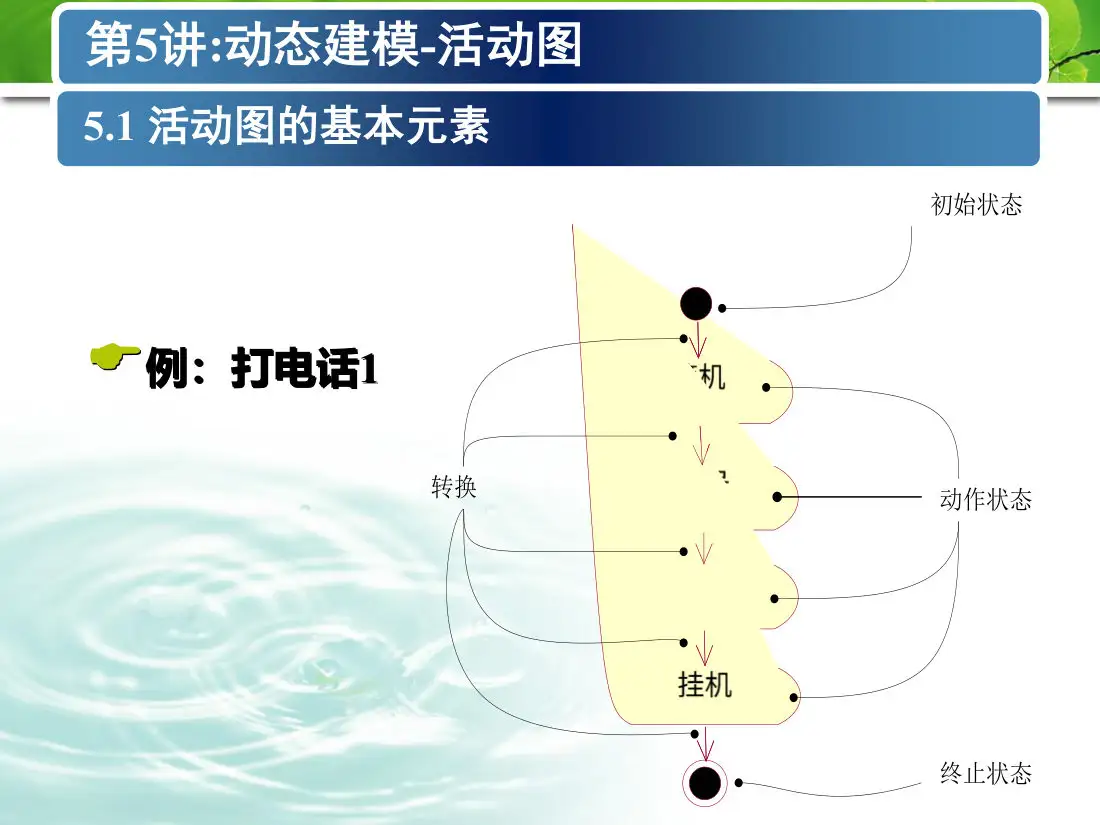 第5讲:动态建模-活动图
5.1 活动图的基本元素
初始状态
例：打电话1
机
转换
动作状态
挂机
终止状态